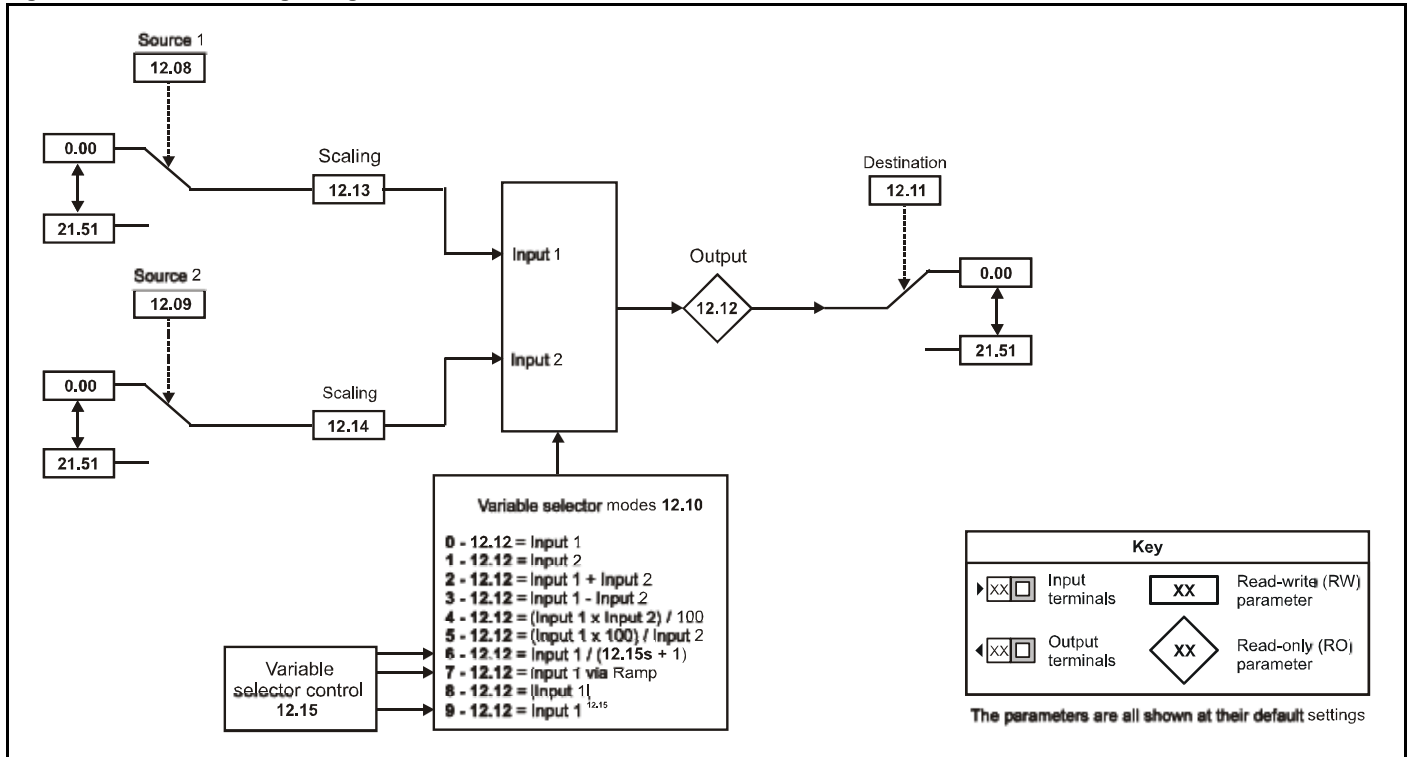 Source 1
12.08
0.00
21.51
Scaling
12.13
Source 2
12.09
0.00
21.51
Scaling
12.14
Input 1
Input 2
Output
12.12
Destination
12.11
0.00
21.51
Variable selector modes 12.10
0 - 12.12 = Input 1
1 - 12.12 = Input 2
2 - 12.12 = Input 1 + Input 2
3 - 12.12 = Input 1 - Input 2
4 - 12.12 = (Input 1 x Input 2) / 100
5 - 12.12 = (Input 1 x 100) / Input 2
6 - 12.12 = Input 1 / (12.15s + 1)
7 - 12.12 = Input 1 via Ramp
8 - 12.12 = |Input 1|
9 - 12.12 = Input 1 12.15
Variable
selector control
12.15
Key
XX
Input
terminals
XX
Read-write (RW)
parameter
XX
Output
terminals
XX
Read-only (RO)
parameter
The parameters are all shown at their default settings